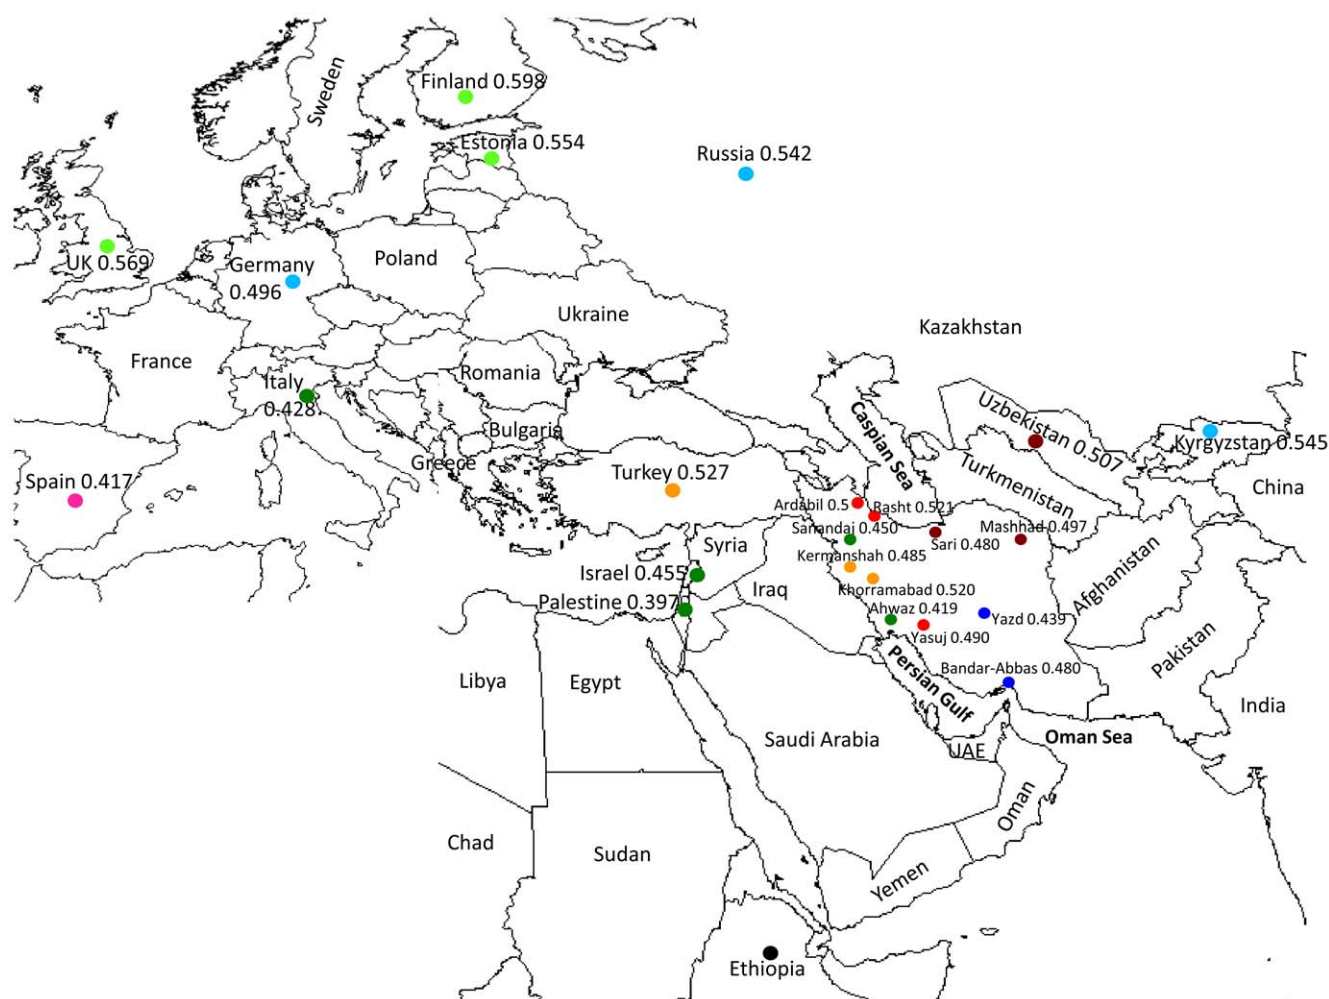 Sweden
Finland 0.598
Estonia 0.554
Russia 0.542
UK 0.569
Germany
0.496
Poland
Ukraine
Kazakhstan
France
Romania
Italy
0.428
Bulgaria
Greece
Spain 0.417
Turkey 0.527
Caspian Sea
Uzbekistan 0.507
Kyrgyzstan 0.545
Turkmenistan
China
Ardabil 0.5
Rasht 0.521
Sanandaj 0.450
Mashhad 0.497
Sari 0.480
Syria
Kermanshah 0.485
Israel 0.455
Iraq
Khorramabad 0.520
Afghanistan
Palestine 0.397
Ahwaz 0.419
Yazd 0.439
Yasuj 0.490
Pakistan
Bandar-Abbas 0.480
Persian Gulf
Libya
Egypt
India
Saudi Arabia
UAE
Oman Sea
Oman
Chad
Sudan
Yemen
Ethiopia